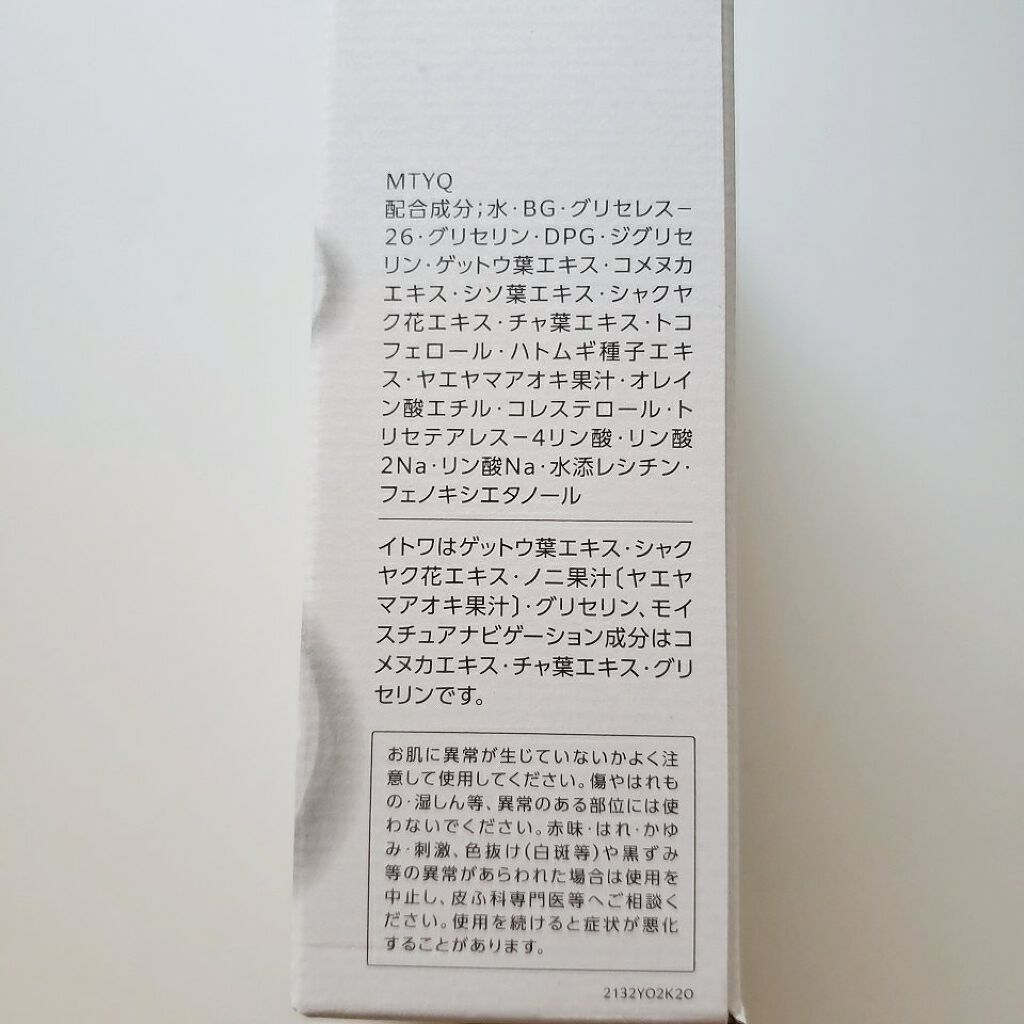 MTYQ
配合成分；水・BG・グリセレス－
26・グリセリン・DPG・ジグリセ
リン・ゲットウ葉エキス・コメヌカ
エキス・シソ葉エキス・シャクヤ
ク花エキス・チャ葉エキス・トコ
フェロール・ハトムギ種子エキ
ス・ヤエヤマアオキ果汁・オレイ
ン酸エチル・コレステロール・ト
リセテアレス－4リン酸・リン酸
2Na・リン酸Na・水添レシチン・
フェノキシエタノール
イトワはゲットウ葉エキス・シャク
ヤク花エキス・ノニ果汁〔ヤエヤ
マアオキ果汁〕・グリセリン、モイ
スチュアナビゲーション成分はコ
メヌカエキス・チャ葉エキス・グリ
セリンです。
お肌に異常が生じていないかよく注
意して使用してください。傷やはれも
の・湿しん等、異常のある部位には使
わないでください。赤味・はれ・かゆ
み・刺激、色抜け(白斑等)や黒ずみ
等の異常があらわれた場合は使用を
中止し、皮ふ科専門医等へご相談く
ださい。使用を続けると症状が悪化
することがあります。
2132YO2K2O